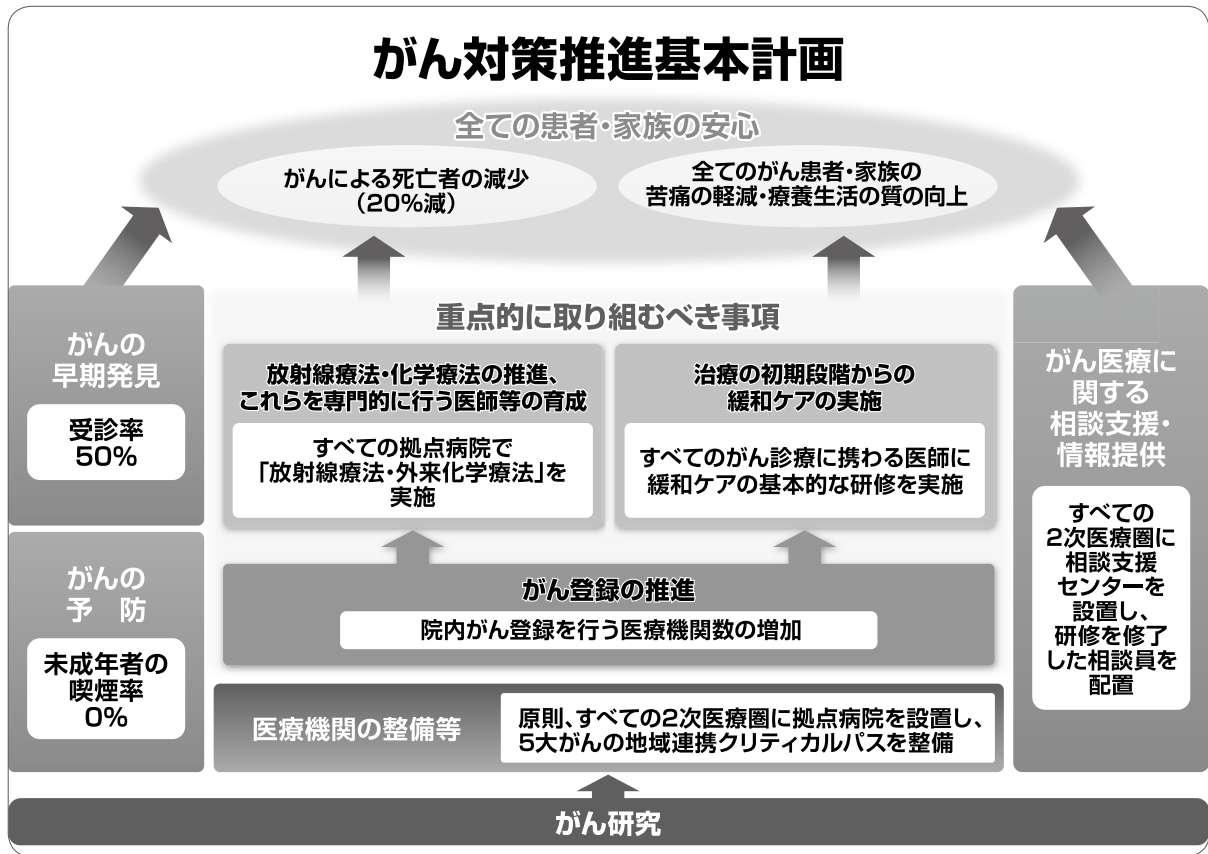 がん対策推進基本計画
全ての患者・家族の安心
がんによる死亡者の減少
（20%減）
全てのがん患者・家族の
苦痛の軽減・療養生活の質の向上
重点的に取り組むべき事項
がんの
早期発見
受診率
50%
放射線療法・化学療法の推進、
これらを専門的に行う医師等の育成
すべての拠点病院で
「放射線療法・外来化学療法」を
実施
治療の初期段階からの
緩和ケアの実施
すべてのがん診療に携わる医師に
緩和ケアの基本的な研修を実施
がん医療に
関する
相談支援・
情報提供
すべての
2次医療圏に
相談支援
センターを
設置し、
研修を修了
した相談員を
配置
がんの
予　防
未成年者の
喫煙率
0%
がん登録の推進
院内がん登録を行う医療機関数の増加
医療機関の整備等
原則、すべての2次医療圏に拠点病院を設置し、
5大がんの地域連携クリティカルパスを整備
がん研究